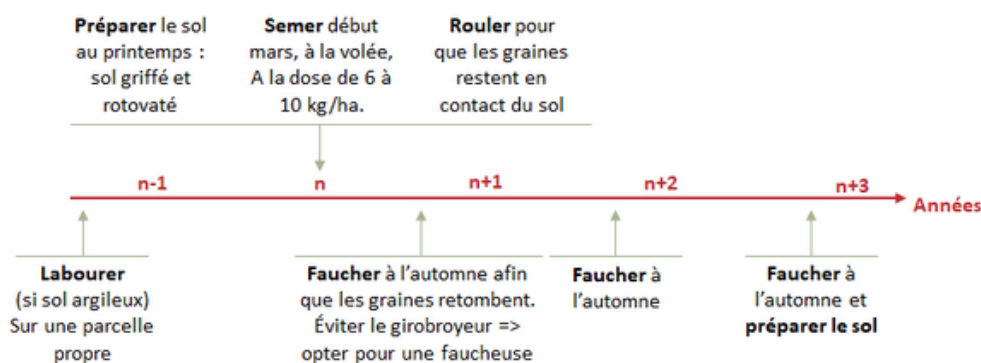 Préparer le sol
au printemps :
sol griffé et
rotovaté
Semer début
mars, à la volée,
A la dose de 6 à
10 kg/ha.
Rouler pour
que les graines
restent en
contact du sol
n-1
n
n+1
n+2
n+3
Années
Labourer
(si sol argileux)
Sur une parcelle
propre
Faucher à l'automne afin
que les graines retombent.
Éviter le girobroyeur =>
opter pour une faucheuse
Faucher à
l'automne
Faucher à
l'automne et
préparer le sol